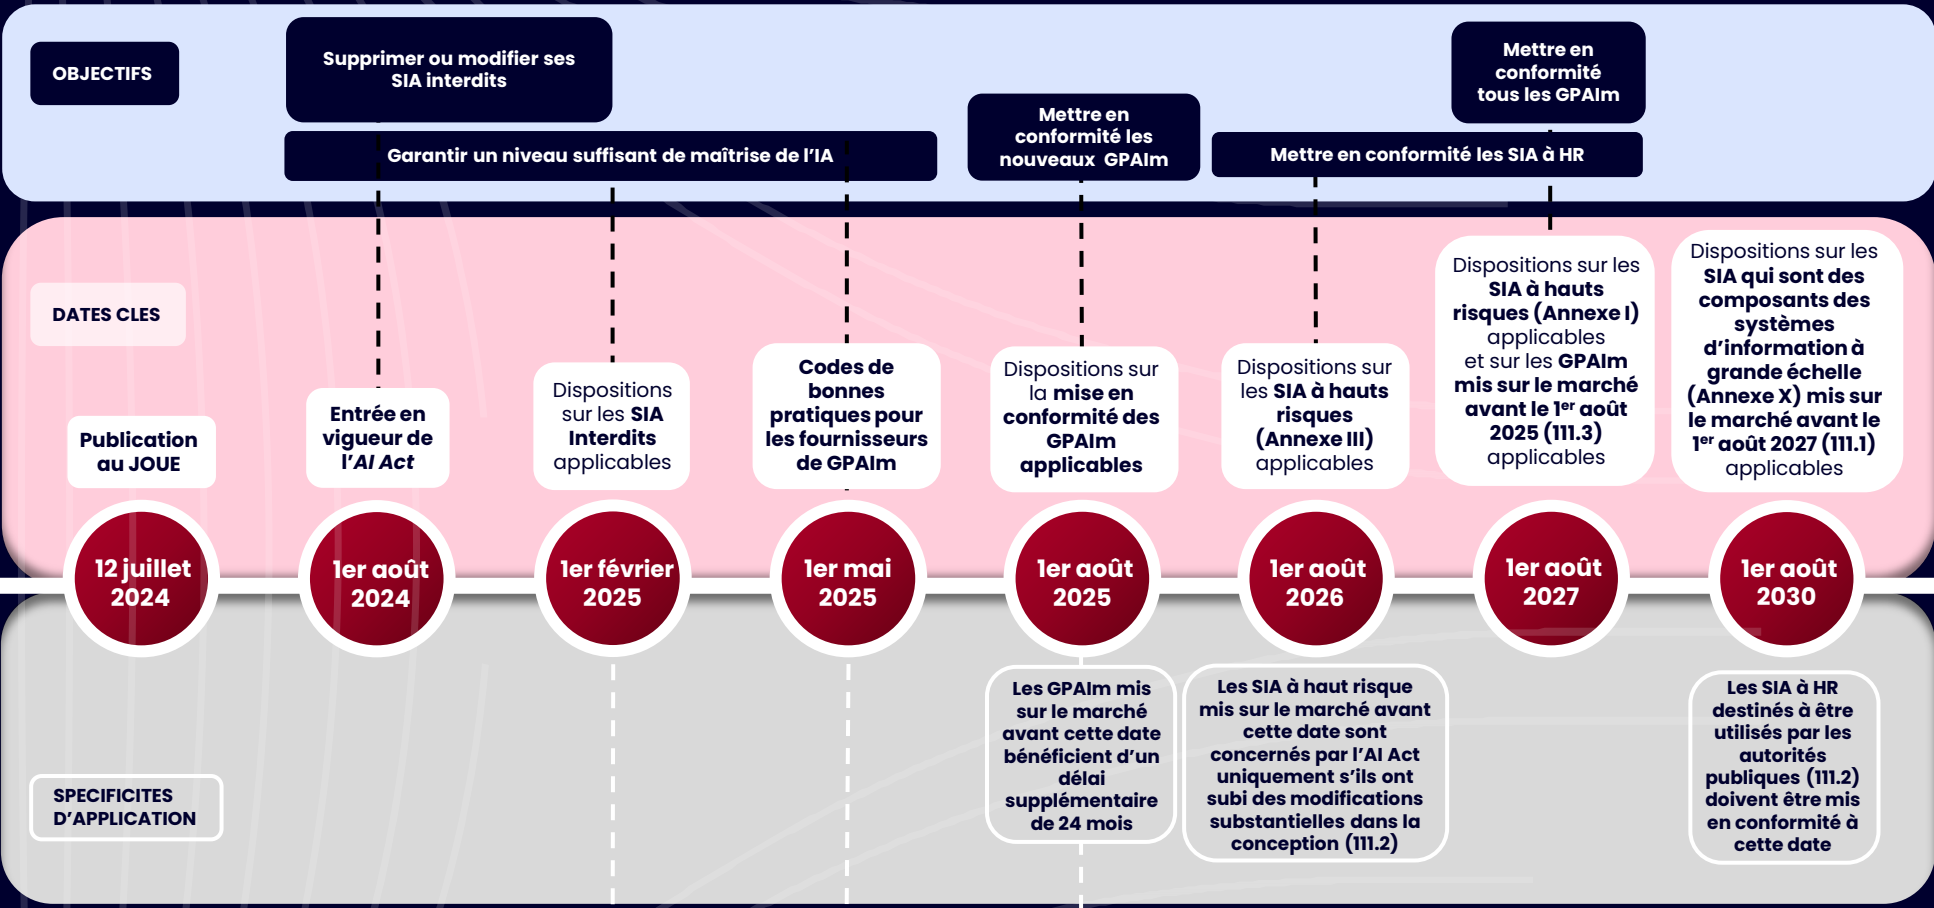 OBJECTIFS
Supprimer ou modifier ses
SIA interdits
Garantir un niveau suffisant de maîtrise de l’IA
Mettre en
conformité les
nouveaux GPAIm
Mettre en
conformité
tous les GPAIm
Mettre en conformité les SIA à HR
DATES CLES
Publication
au JOUE
Entrée en
vigueur de
l’AI Act
Dispositions
sur les SIA
Interdits
applicables
Codes de
bonnes
pratiques pour
les fournisseurs
de GPAIm
Dispositions sur
la mise en
conformité des
GPAIm
applicables
Dispositions sur
les SIA à hauts
risques
(Annexe III)
applicables
Dispositions sur les
SIA à hauts
risques (Annexe I)
applicables
et sur les GPAIm
mis sur le marché
avant le 1er août
2025 (111.3)
applicables
Dispositions sur les
SIA qui sont des
composants des
systèmes
d’information à
grande échelle
(Annexe X) mis sur
le marché avant le
1er août 2027 (111.1)
applicables
12 juillet
2024
1er août
2024
1er février
2025
1er mai
2025
1er août
2025
1er août
2026
1er août
2027
1er août
2030
SPECIFICITES
D’APPLICATION
Les GPAIm mis
sur le marché
avant cette date
bénéficient d’un
délai
supplémentaire
de 24 mois
Les SIA à haut risque
mis sur le marché avant
cette date sont
concernés par l’AI Act
uniquement s’ils ont
subi des modifications
substantielles dans la
conception (111.2)
Les SIA à HR
destinés à être
utilisés par les
autorités
publiques (111.2)
doivent être mis
en conformité à
cette date